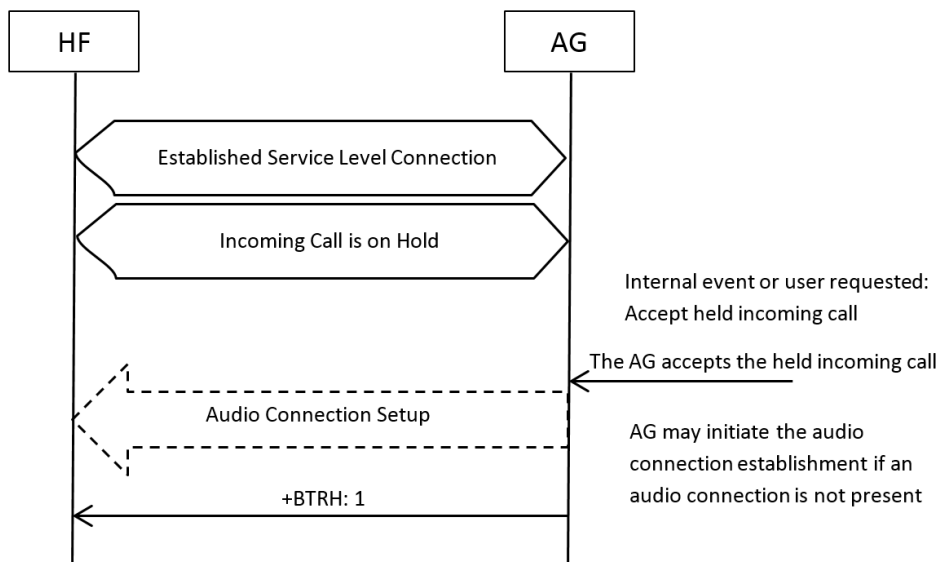 HF
AG
Established Service Level Connection
Incoming Call is on Hold
Internal event or user requested:
Accept held incoming call
The AG accepts the held incoming call
Audio Connection Setup
AG may initiate the audio
connection establishment if an
audio connection is not present
+BTRH: 1